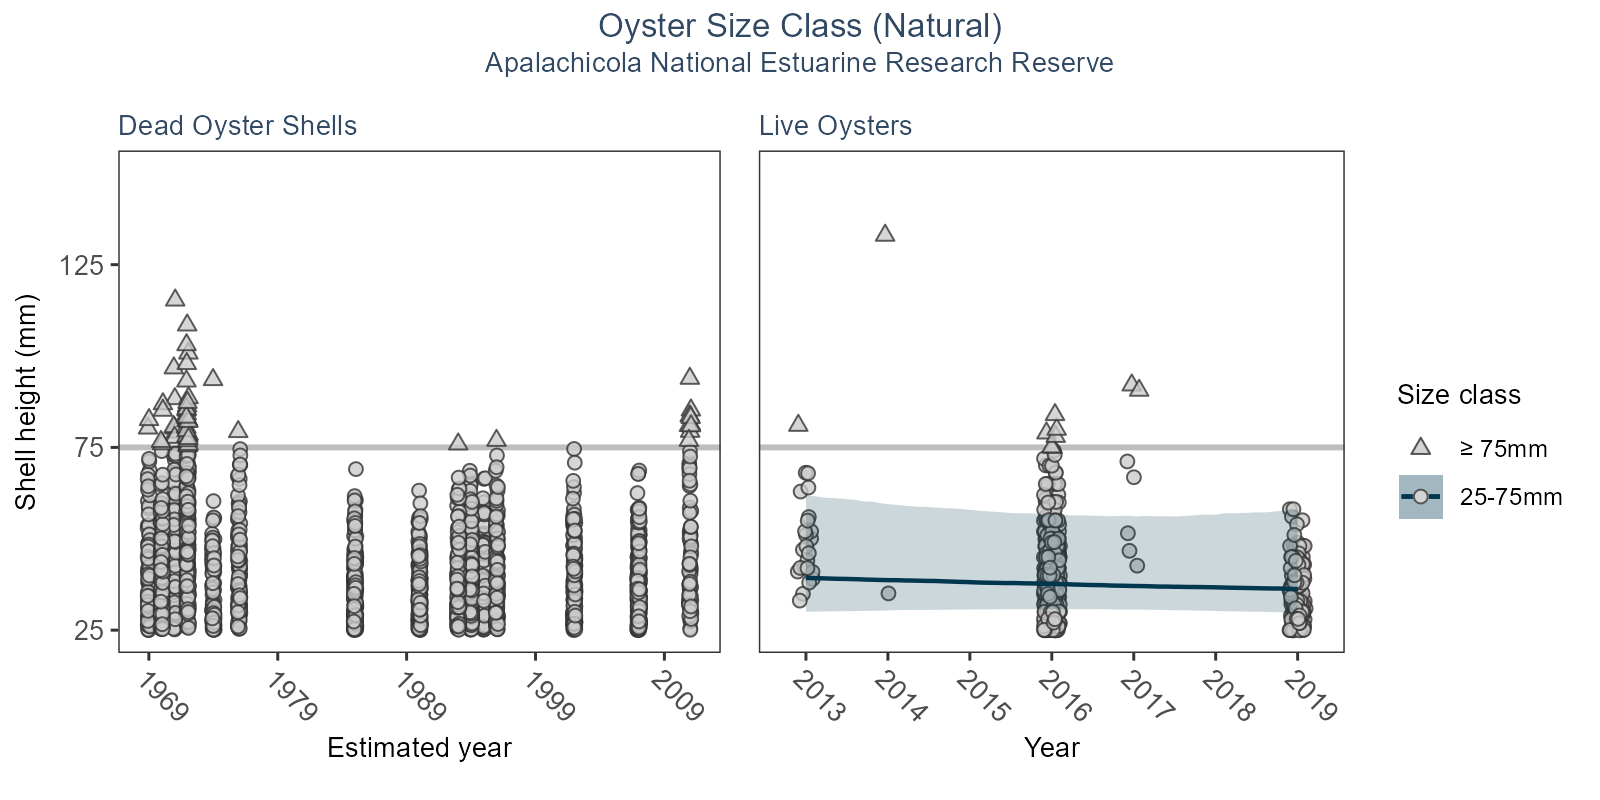 Oyster Size Class (Natural)
Apalachicola National Estuarine Research Reserve
Dead Oyster Shells
Live Oysters
Shell height (mm)
125
75
25
1969
1979
1989
1999
2009
Estimated year
2013
2014
2015
2016
2017
2018
2019
Year
Size class
≥ 75mm
25-75mm